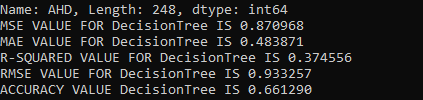 Name: AHD, Length: 248, dtype: int64
MSE VALUE FOR DecisionTree IS 0.870968
MAE VALUE FOR DecisionTree IS 0.483871
R-SQUARED VALUE FOR DecisionTree IS 0.374556
RMSE VALUE FOR DecisionTree IS 0.933257
ACCURACY VALUE DecisionTree IS 0.661290